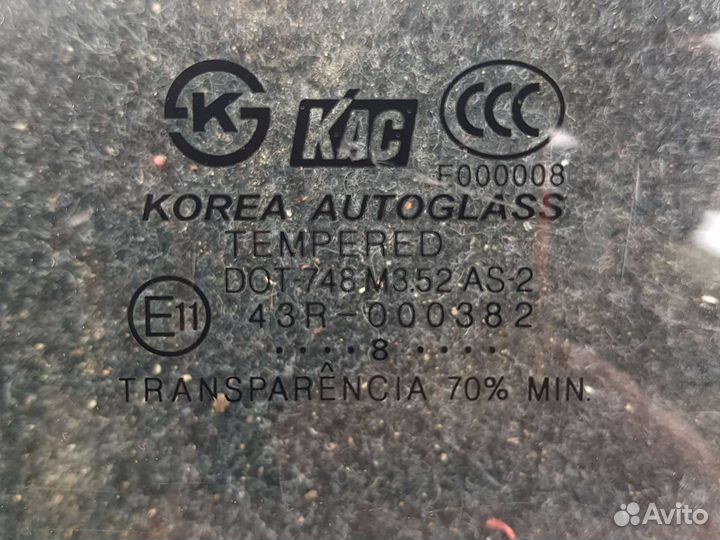 K S
KAC
CCC
F000008
KOREA AUTOGLASS
TEMPERED
DOT-748 M3.52 AS-2
E11
43R-000382
....8 ....
TRANSPARÊNCIA 70% MIN.
Avito